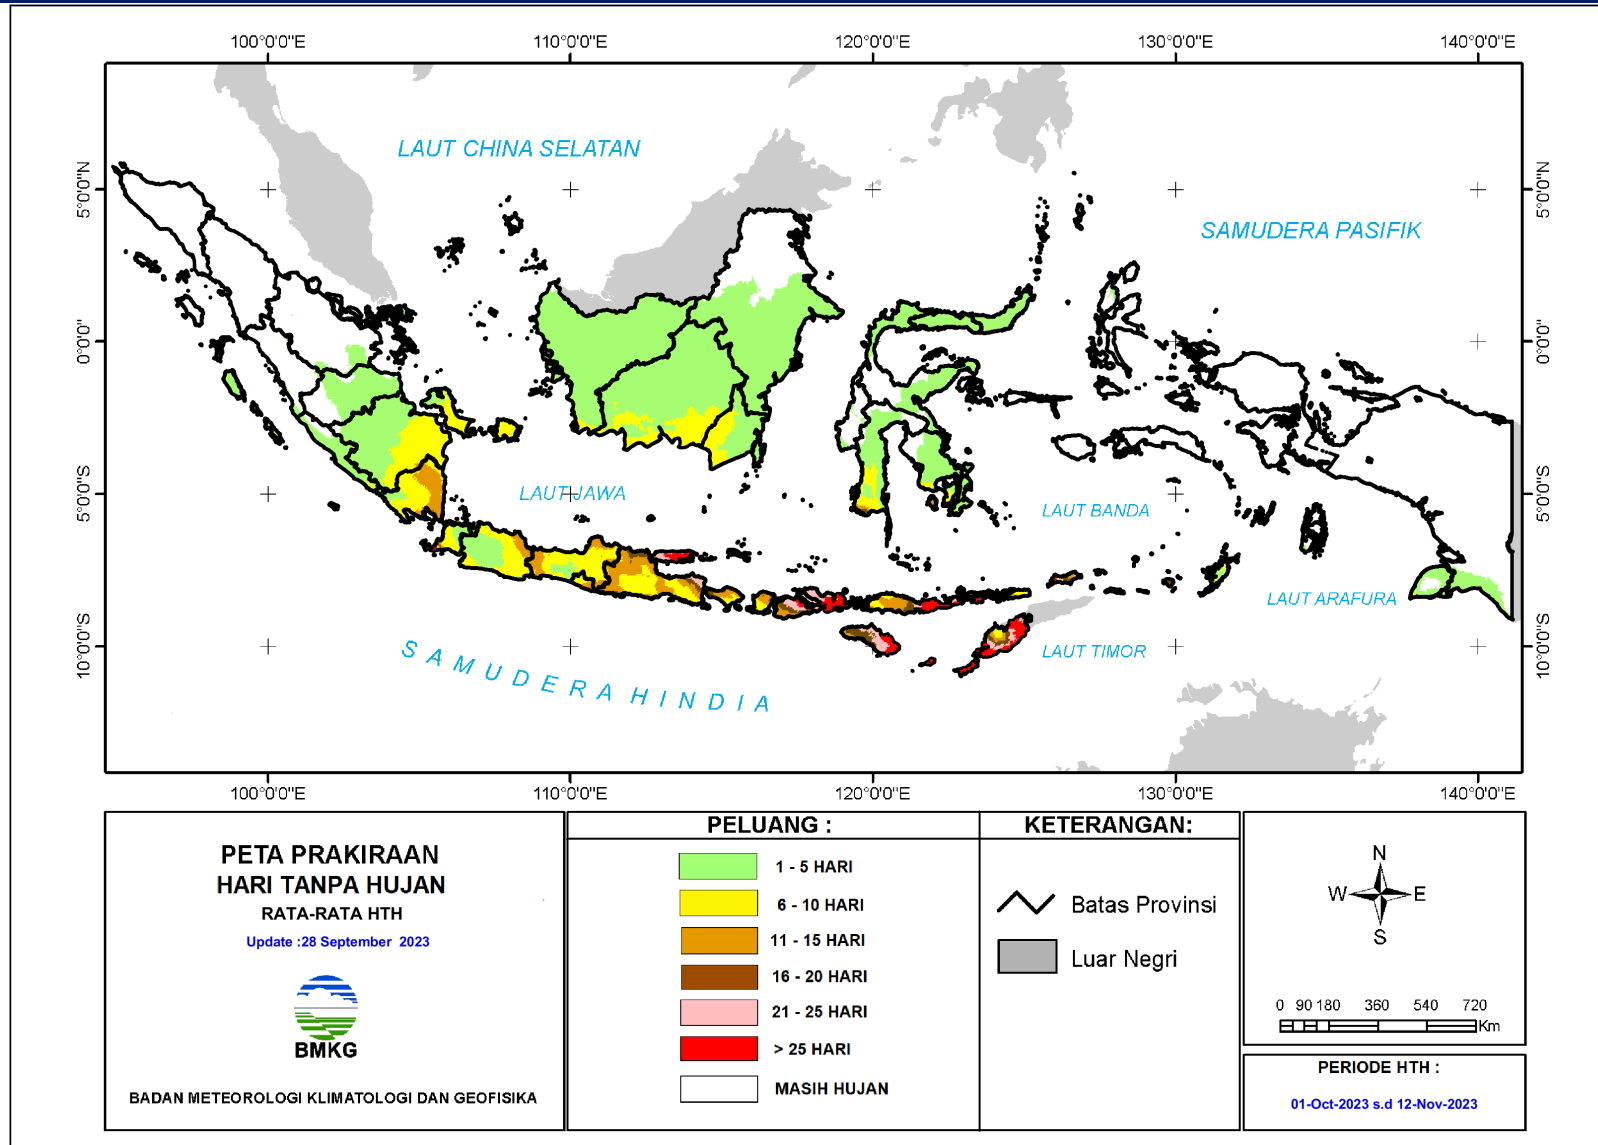 100°0'0"E 110°0'0"E 120°0'0"E 130°0'0"E 140°0'0"E
LAUT CHINA SELATAN
5°0'0"N 5°0'0"N
SAMUDERA PASIFIK
0°0'0" 0°0'0"
5°0'0"S 5°0'0"S
LAUT JAWA
LAUT BANDA
LAUT ARAFURA
10°0'0"S 10°0'0"S
LAUT TIMOR
SAMUDERA HINDIA
100°0'0"E 110°0'0"E 120°0'0"E 130°0'0"E 140°0'0"E
PETA PRAKIRAAN
HARI TANPA HUJAN
RATA-RATA HTH
Update :28 September 2023
BMKG
BADAN METEOROLOGI KLIMATOLOGI DAN GEOFISIKA
PELUANG :
1 - 5 HARI
6 - 10 HARI
11 - 15 HARI
16 - 20 HARI
21 - 25 HARI
> 25 HARI
MASIH HUJAN
KETERANGAN:
Batas Provinsi
Luar Negri
N
W E
S
0 90 180 360 540 720
Km
PERIODE HTH :
01-Oct-2023 s.d 12-Nov-2023